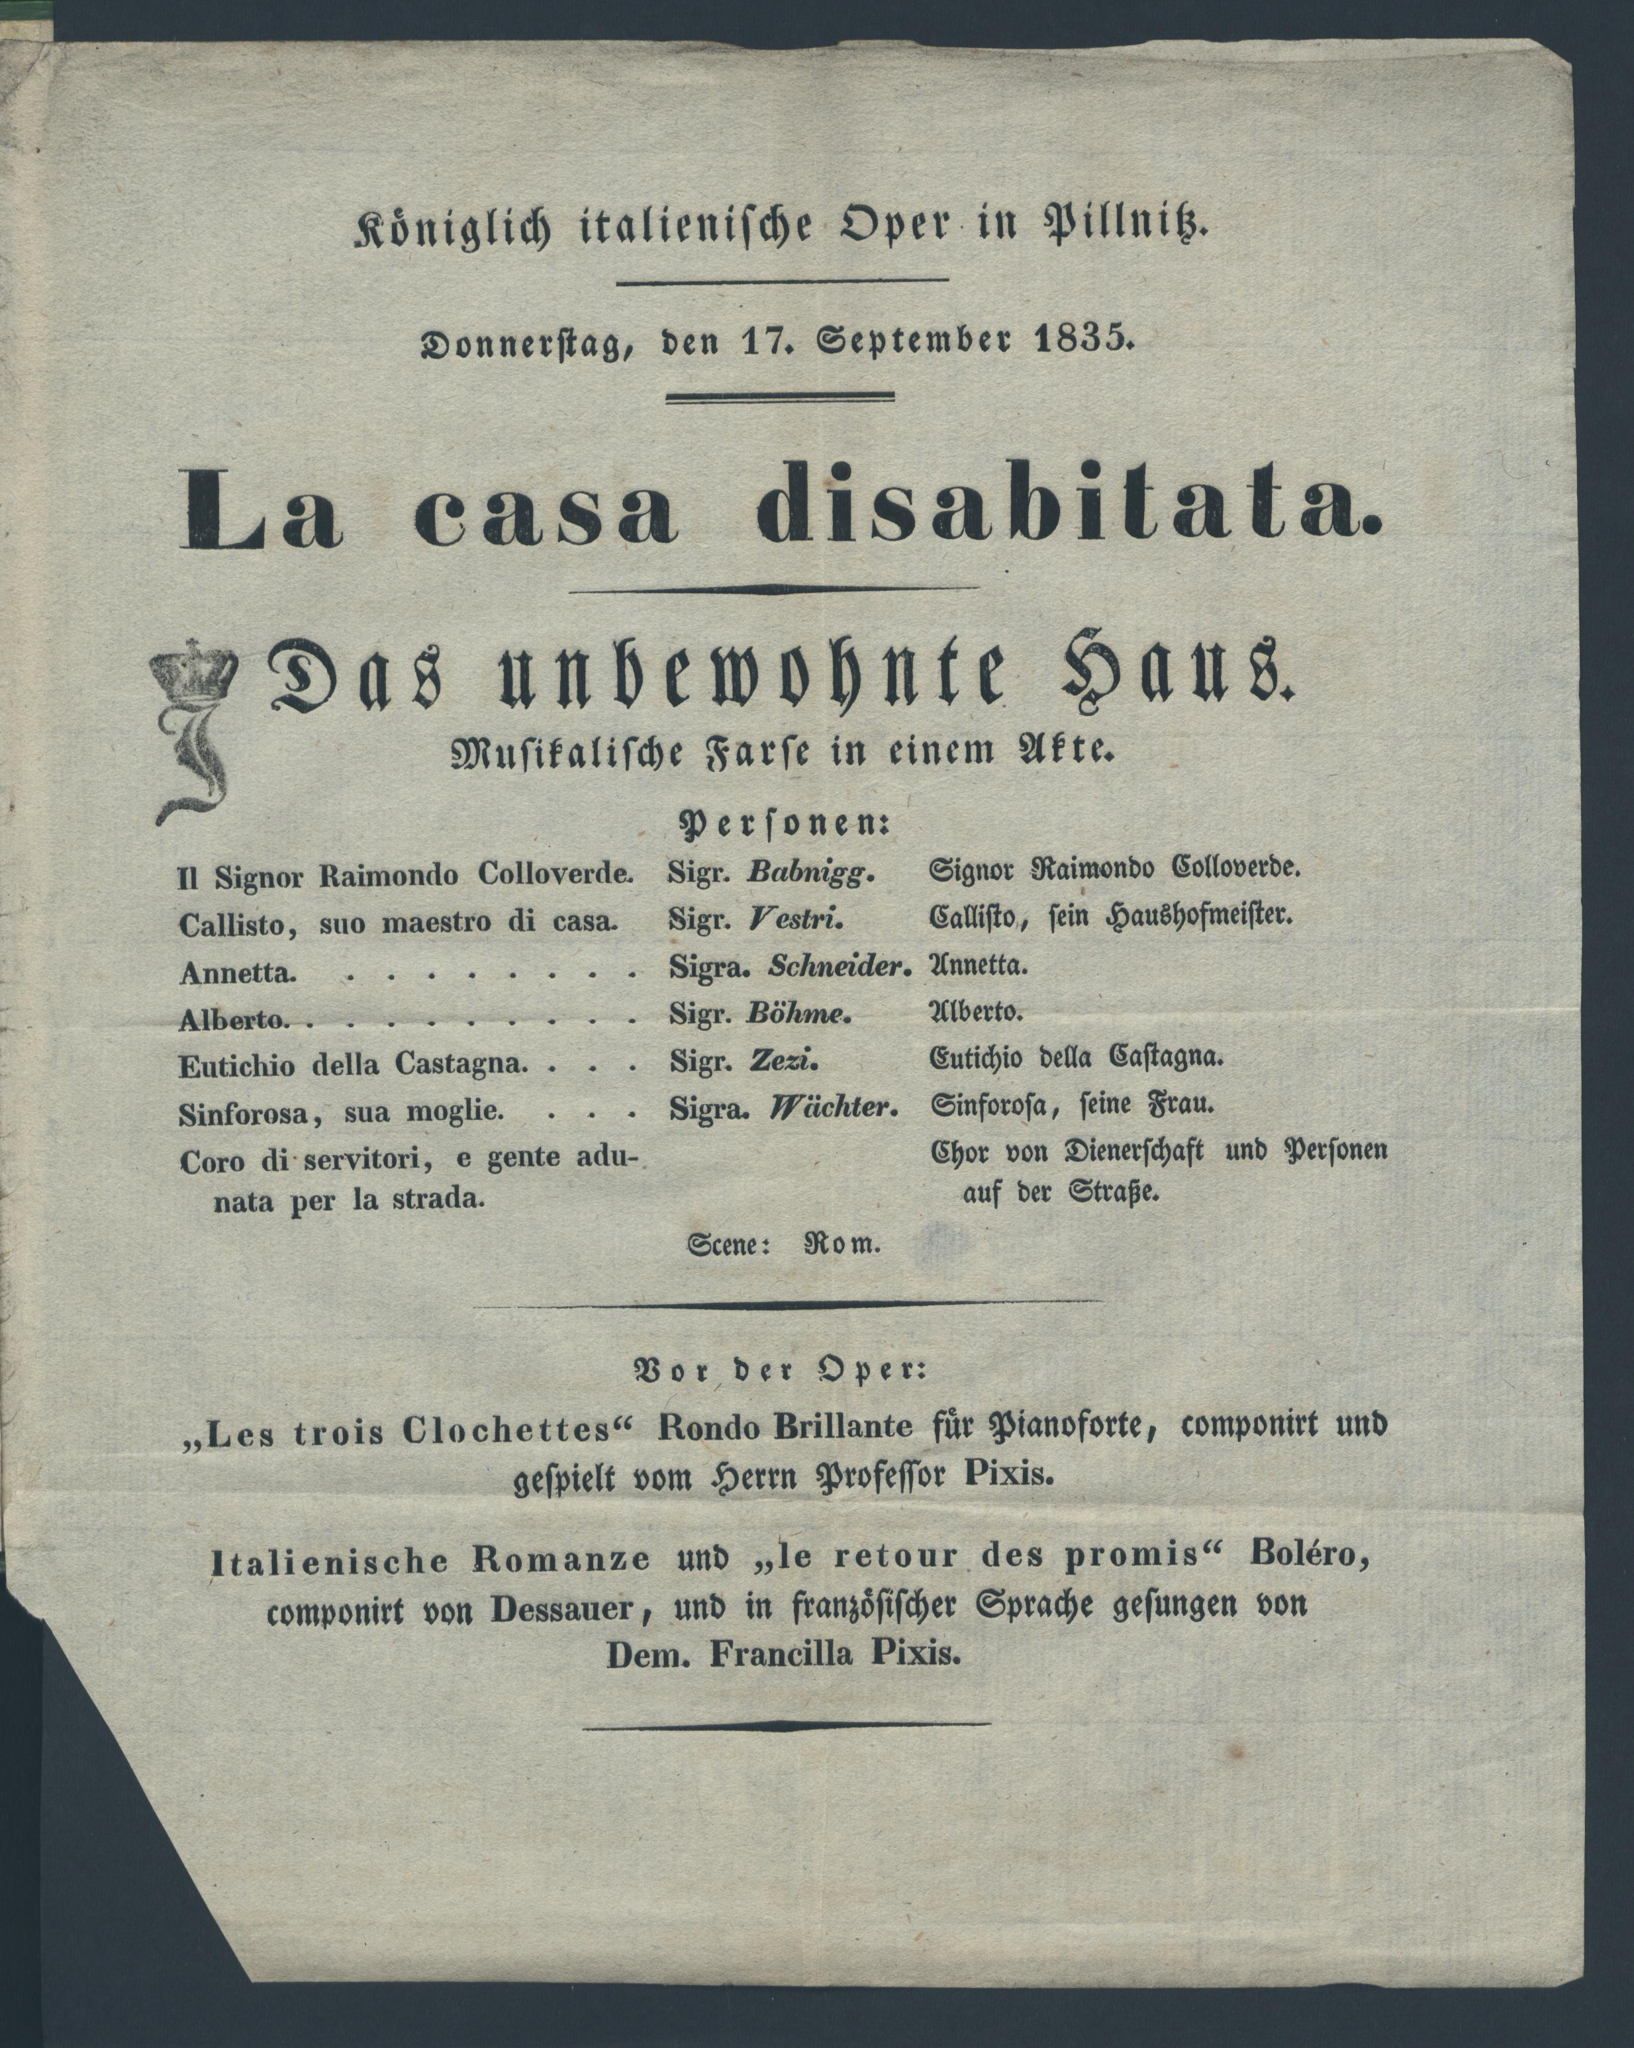 Königlich italienische Oper in Pillnitz.
Donnerstag, den 17. September 1835.
La casa disabitata.
Das unbewohnte Haus.
Musikalische Farse in einem Akte.
Personen:
Il Signor Raimondo Colloverde. Sigr. Babnigg. Signor Raimondo Colloverde.
Callisto, suo maestro di casa. Sigr. Vestri. Callisto, sein Haushofmeister.
Annetta. . . . . . . . . Sigra. Schneider. Annetta.
Alberto. . . . . . . . . . Sigr. Böhme. Alberto.
Eutichio della Castagna. . . . Sigr. Zezi. Eutichio della Castagna.
Sinforosa, sua moglie. . . . Sigra. Wächter. Sinforosa, seine Frau.
Coro di servitori, e gente adu- Chor von Dienerschaft und Personen
nata per la strada. auf der Straße.
Scene: Rom.
Vor der Oper:
„Les trois Clochettes“ Rondo Brillante für Pianoforte, componirt und
gespielt vom Herrn Professor Pixis.
Italienische Romanze und „le retour des promis“ Boléro,
componirt von Dessauer, und in französischer Sprache gesungen von
Dem. Francilla Pixis.